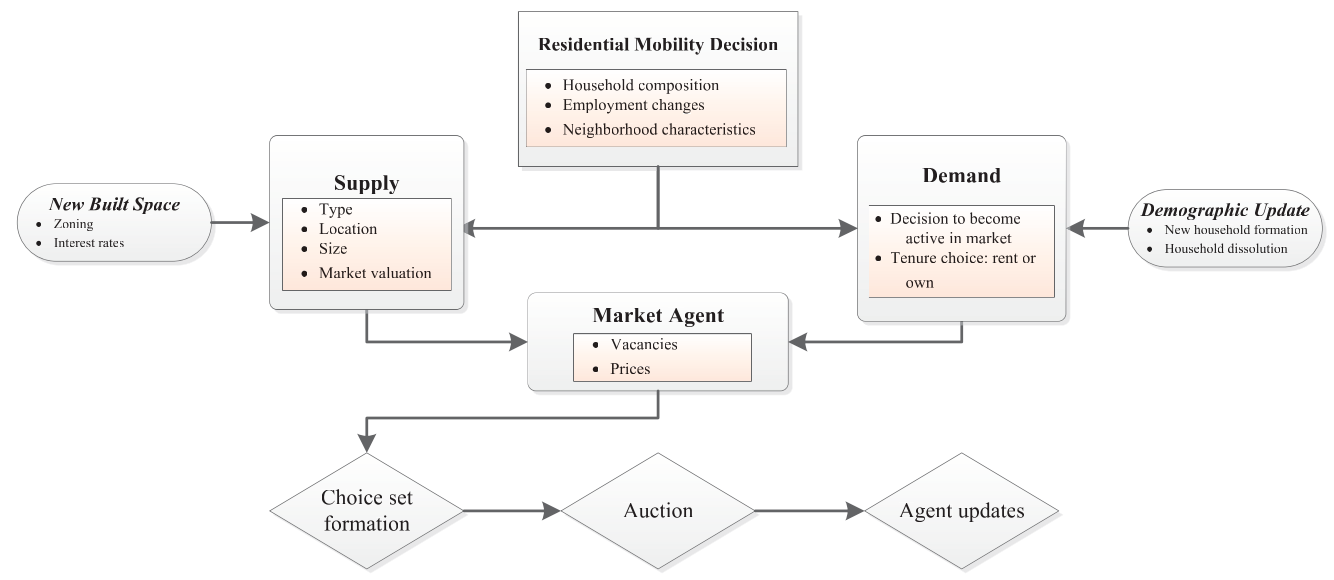 Residential Mobility Decision
• Household composition
• Employment changes
• Neighborhood characteristics
Supply
• Type
• Location
• Size
• Market valuation
Demand
• Decision to become
active in market
• Tenure choice: rent or
own
New Built Space
• Zoning
• Interest rates
Demographic Update
• New household formation
• Household dissolution
Market Agent
• Vacancies
• Prices
Choice set
formation
Auction
Agent updates